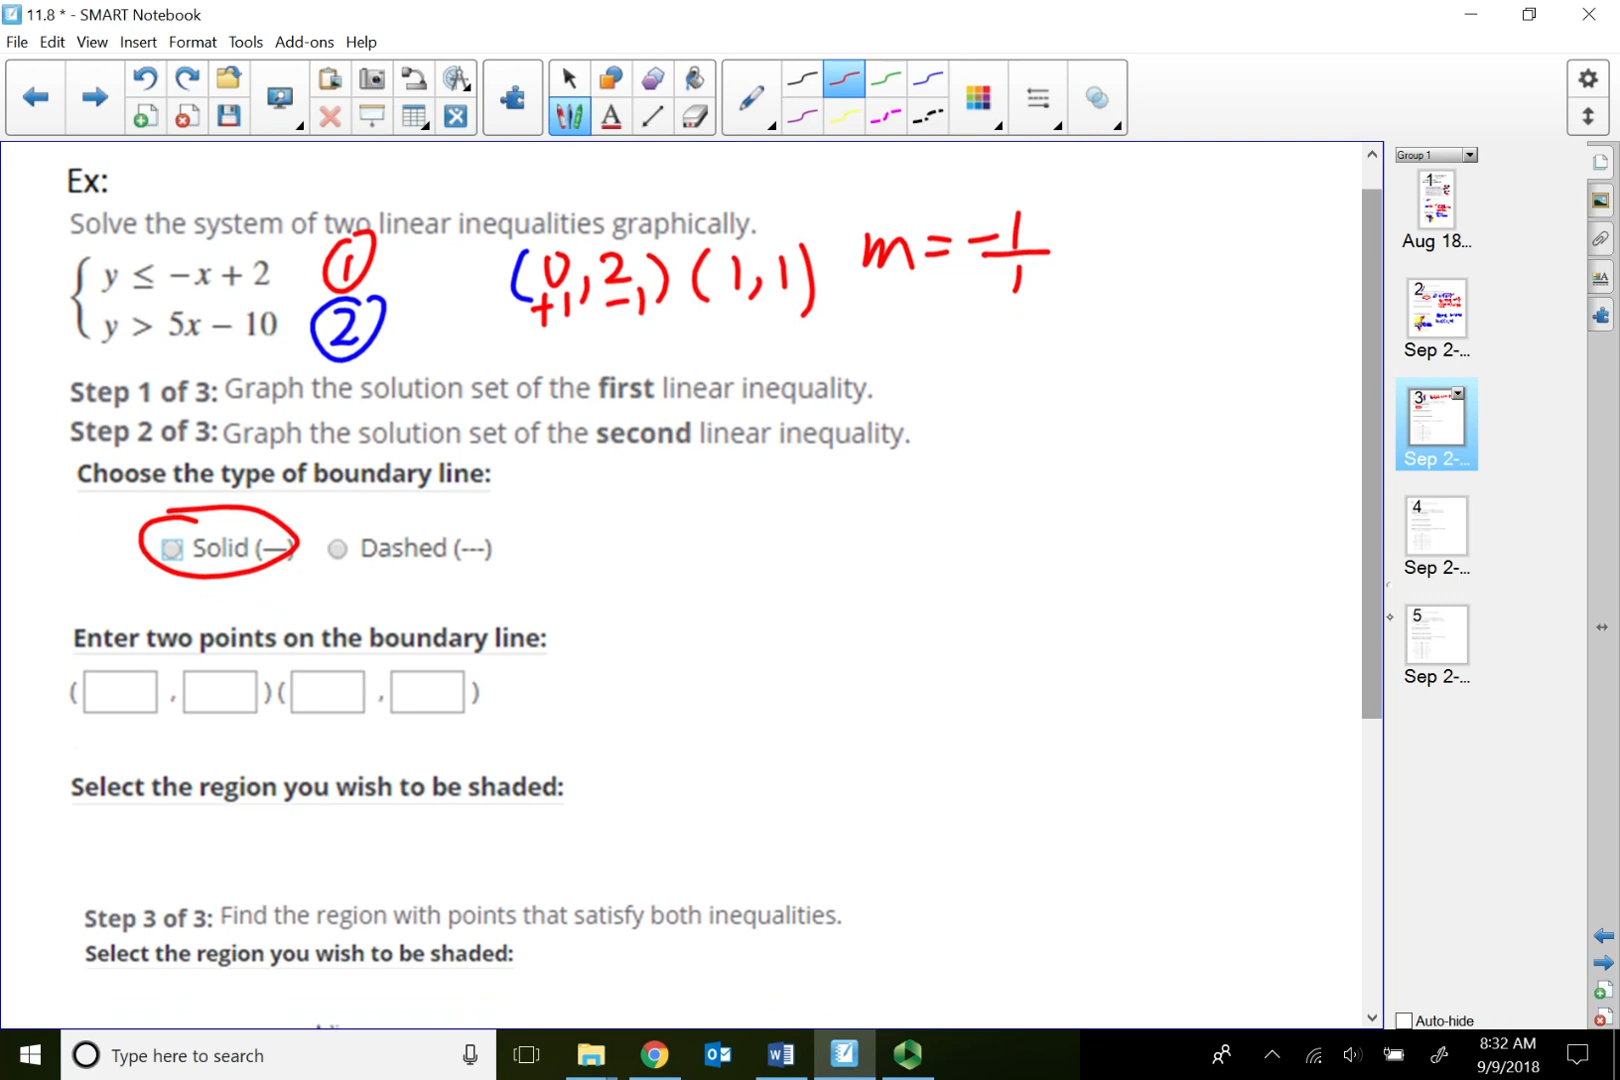 11.8 * - SMART Notebook
File Edit View Insert Format Tools Add-ons Help
Ex:
Solve the system of two linear inequalities graphically.
y ≤ −x + 2
y > 5x − 10
1
2
(0, 2) (1, 1) m = −1/1
+1 −1
Step 1 of 3: Graph the solution set of the first linear inequality.
Step 2 of 3: Graph the solution set of the second linear inequality.
Choose the type of boundary line:
Solid (—) Dashed (---)
Enter two points on the boundary line:
( , ) ( , )
Select the region you wish to be shaded:
Step 3 of 3: Find the region with points that satisfy both inequalities.
Select the region you wish to be shaded:
Group 1
1
Aug 18...
2
Sep 2-...
3
Sep 2-...
4
Sep 2-...
5
Sep 2-...
Auto-hide
Type here to search
8:32 AM
9/9/2018